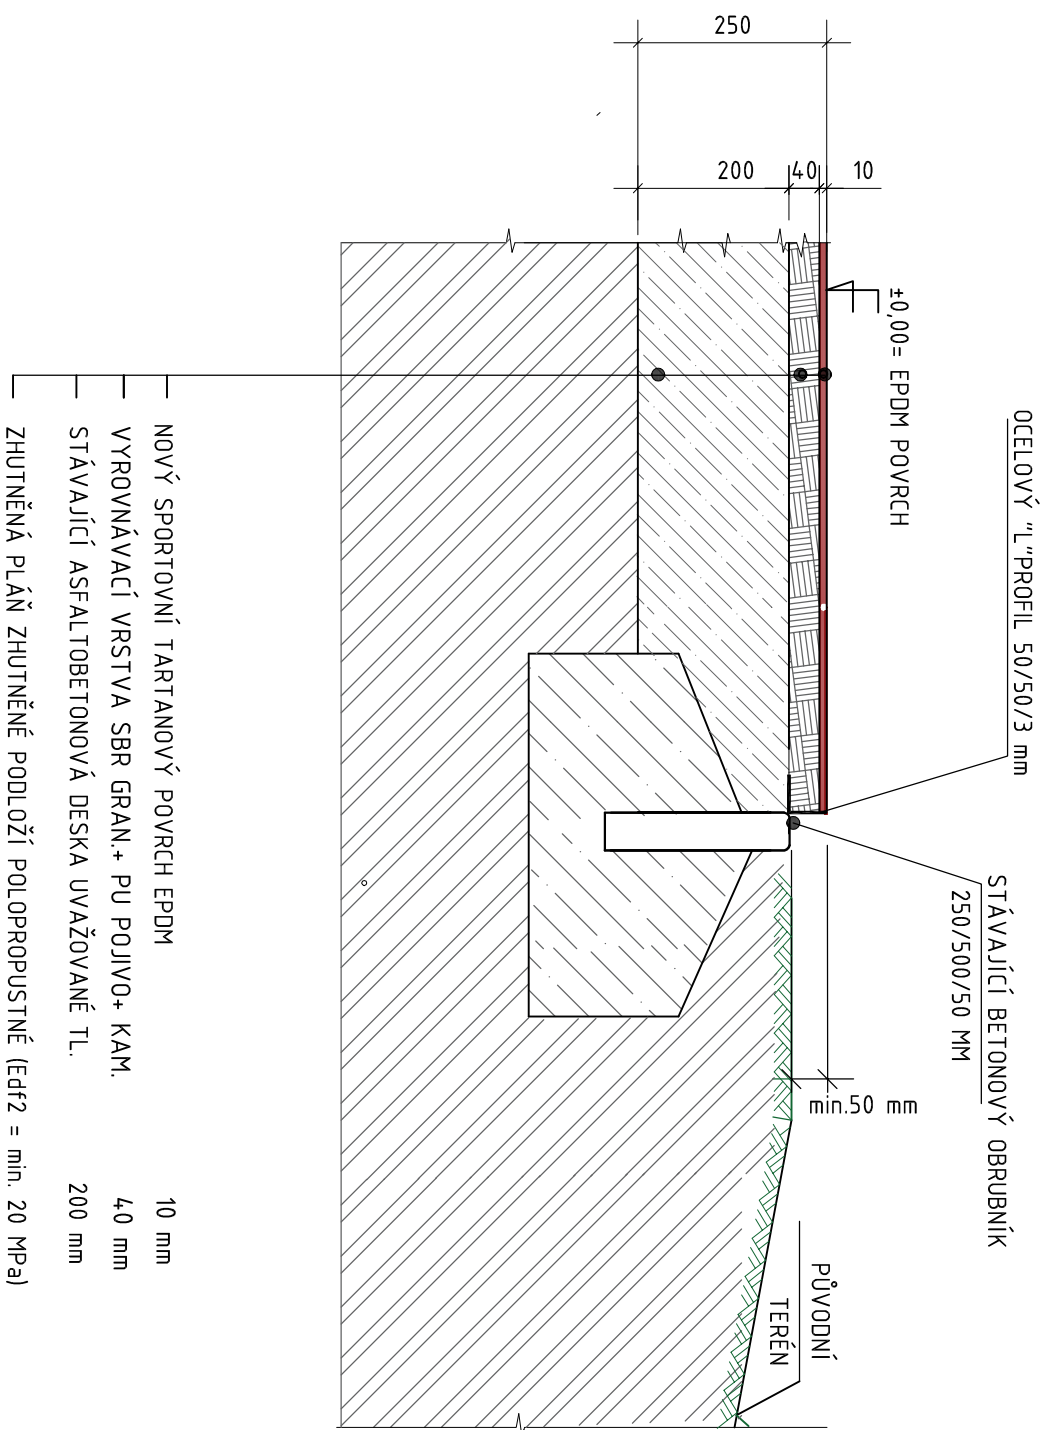 250
200
40
10
±0,00= EPDM POVRCH
OCELOVÝ "L"PROFIL 50/50/3 mm
STÁVAJÍCÍ BETONOVÝ OBRUBNÍK
250/500/50 MM
min.50 mm
PŮVODNÍ
TERÉN
NOVÝ SPORTOVNÍ TARTANOVÝ POVRCH EPDM 10 mm
VYROVNÁVACÍ VRSTVA SBR GRAN.+ PU POJIVO+ KAM. 40 mm
STÁVAJÍCÍ ASFALTOBETONOVÁ DESKA UVAŽOVANÉ TL. 200 mm
ZHUTNĚNÁ PLÁŇ ZHUTNĚNÉ PODLOŽÍ POLOPROPUSTNÉ (Edf2 = min. 20 MPa)